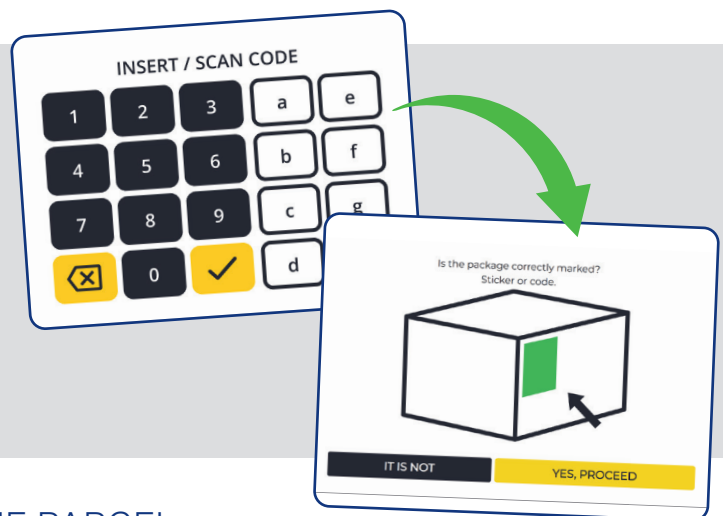 INSERT / SCAN CODE
1 2 3 a e
4 5 6 b f
7 8 9 c g
0 d
Is the package correctly marked?
Sticker or code.
IT IS NOT
YES, PROCEED
PARCEL